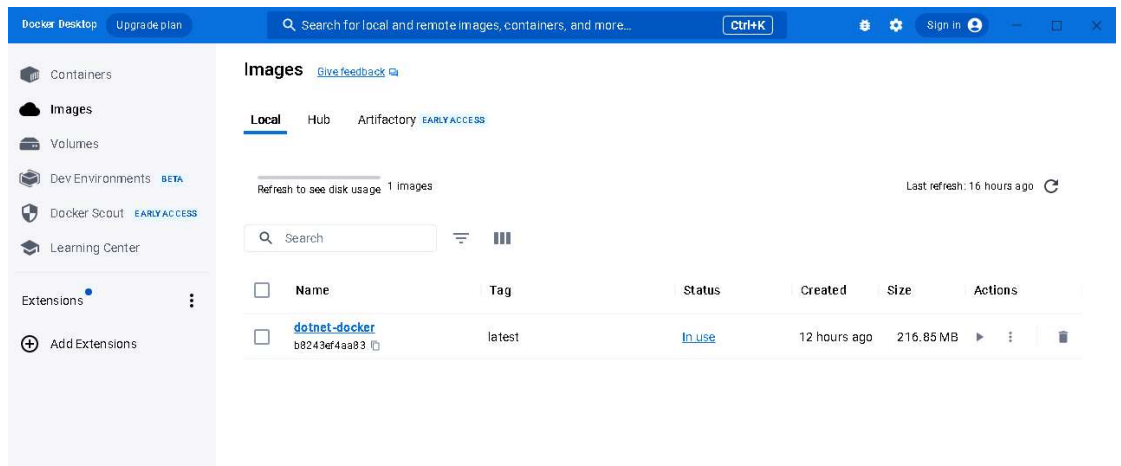 Docker Desktop Upgrade plan Search for local and remote images, containers, and more... Ctrl+K Sign in
Containers
Images
Volumes
Dev Environments BETA
Docker Scout EARLY ACCESS
Learning Center
Extensions
Add Extensions
Images Give feedback
Local Hub Artifactory EARLY ACCESS
Refresh to see disk usage 1 images Last refresh: 16 hours ago
Search
Name Tag Status Created Size Actions
dotnet-docker latest In use 12 hours ago 216.85 MB
b8243ef4aa83